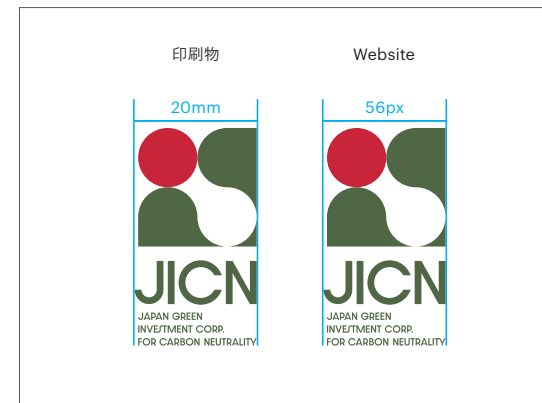 印刷物
Website
20mm
56px
JICN
JAPAN GREEN
INVESTMENT CORP.
FOR CARBON NEUTRALITY
JICN
JAPAN GREEN
INVESTMENT CORP.
FOR CARBON NEUTRALITY